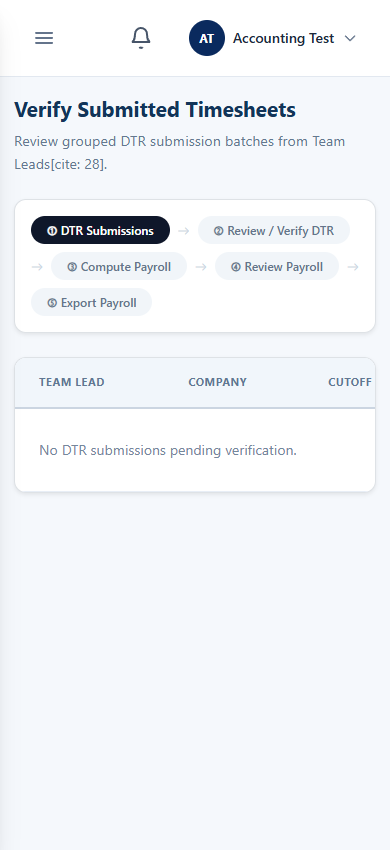 AT Accounting Test
Verify Submitted Timesheets
Review grouped DTR submission batches from Team
Leads[cite: 28].
① DTR Submissions → ② Review / Verify DTR
→ ③ Compute Payroll → ④ Review Payroll →
⑤ Export Payroll
TEAM LEAD COMPANY CUTOFF
No DTR submissions pending verification.